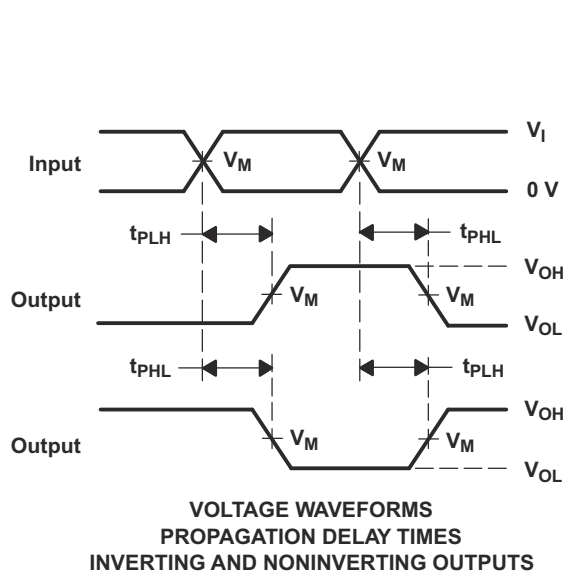 V_I
Input V_M V_M
0 V
t_PLH t_PHL
V_OH
Output V_M V_M
V_OL
t_PHL t_PLH
V_OH
Output V_M V_M
V_OL
VOLTAGE WAVEFORMS
PROPAGATION DELAY TIMES
INVERTING AND NONINVERTING OUTPUTS